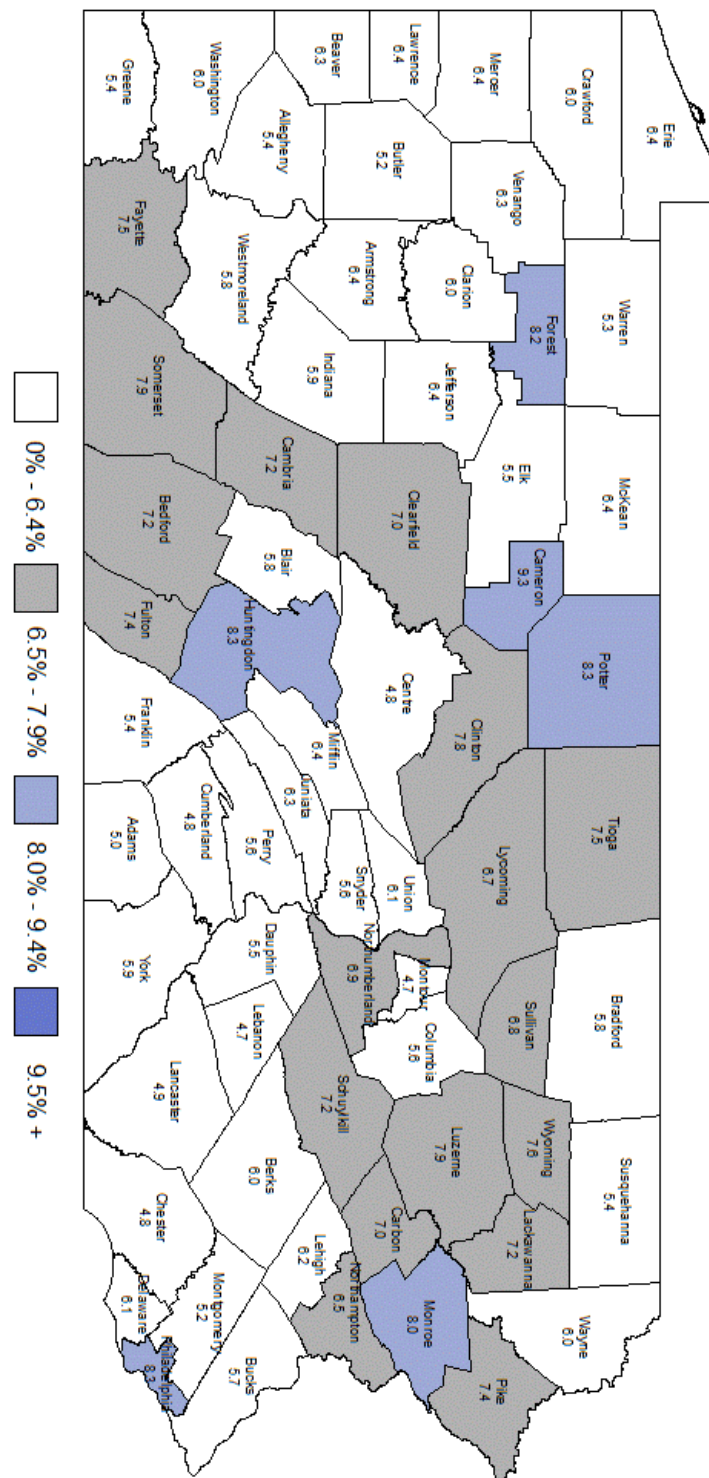 Erie
6.4
Crawford
6.0
Mercer
6.4
Lawrence
6.4
Beaver
6.3
Washington
6.0
Greene
5.4
Warren
5.3
Venango
6.3
Butler
5.2
Allegheny
5.4
Fayette
7.5
Forest
8.2
Clarion
6.0
Armstrong
6.4
Westmoreland
5.8
McKean
6.4
Elk
5.5
Jefferson
6.4
Indiana
5.9
Somerset
7.9
Cameron
9.3
Clearfield
7.0
Cambria
7.2
Bedford
7.2
Potter
8.3
Clinton
7.8
Centre
4.8
Blair
5.8
Huntingdon
8.3
Fulton
7.4
Mifflin
6.4
Franklin
5.4
Tioga
7.5
Lycoming
6.7
Union
6.1
Snyder
5.6
Juniata
6.3
Perry
5.6
Cumberland
4.8
Adams
5.0
Bradford
5.8
Sullivan
6.8
Montour
4.7
Northumberland
6.9
Dauphin
5.5
York
5.9
Columbia
5.6
Lebanon
4.7
Lancaster
4.9
Susquehanna
5.4
Wyoming
7.6
Luzerne
7.9
Schuylkill
7.2
Berks
6.0
Chester
4.8
Lackawanna
7.2
Carbon
7.0
Lehigh
6.2
Montgomery
5.2
Delaware
6.1
Wayne
6.0
Monroe
8.0
Northampton
6.5
Bucks
5.7
Philadelphia
8.3
Pike
7.4
0% - 6.4%
6.5% - 7.9%
8.0% - 9.4%
9.5% +